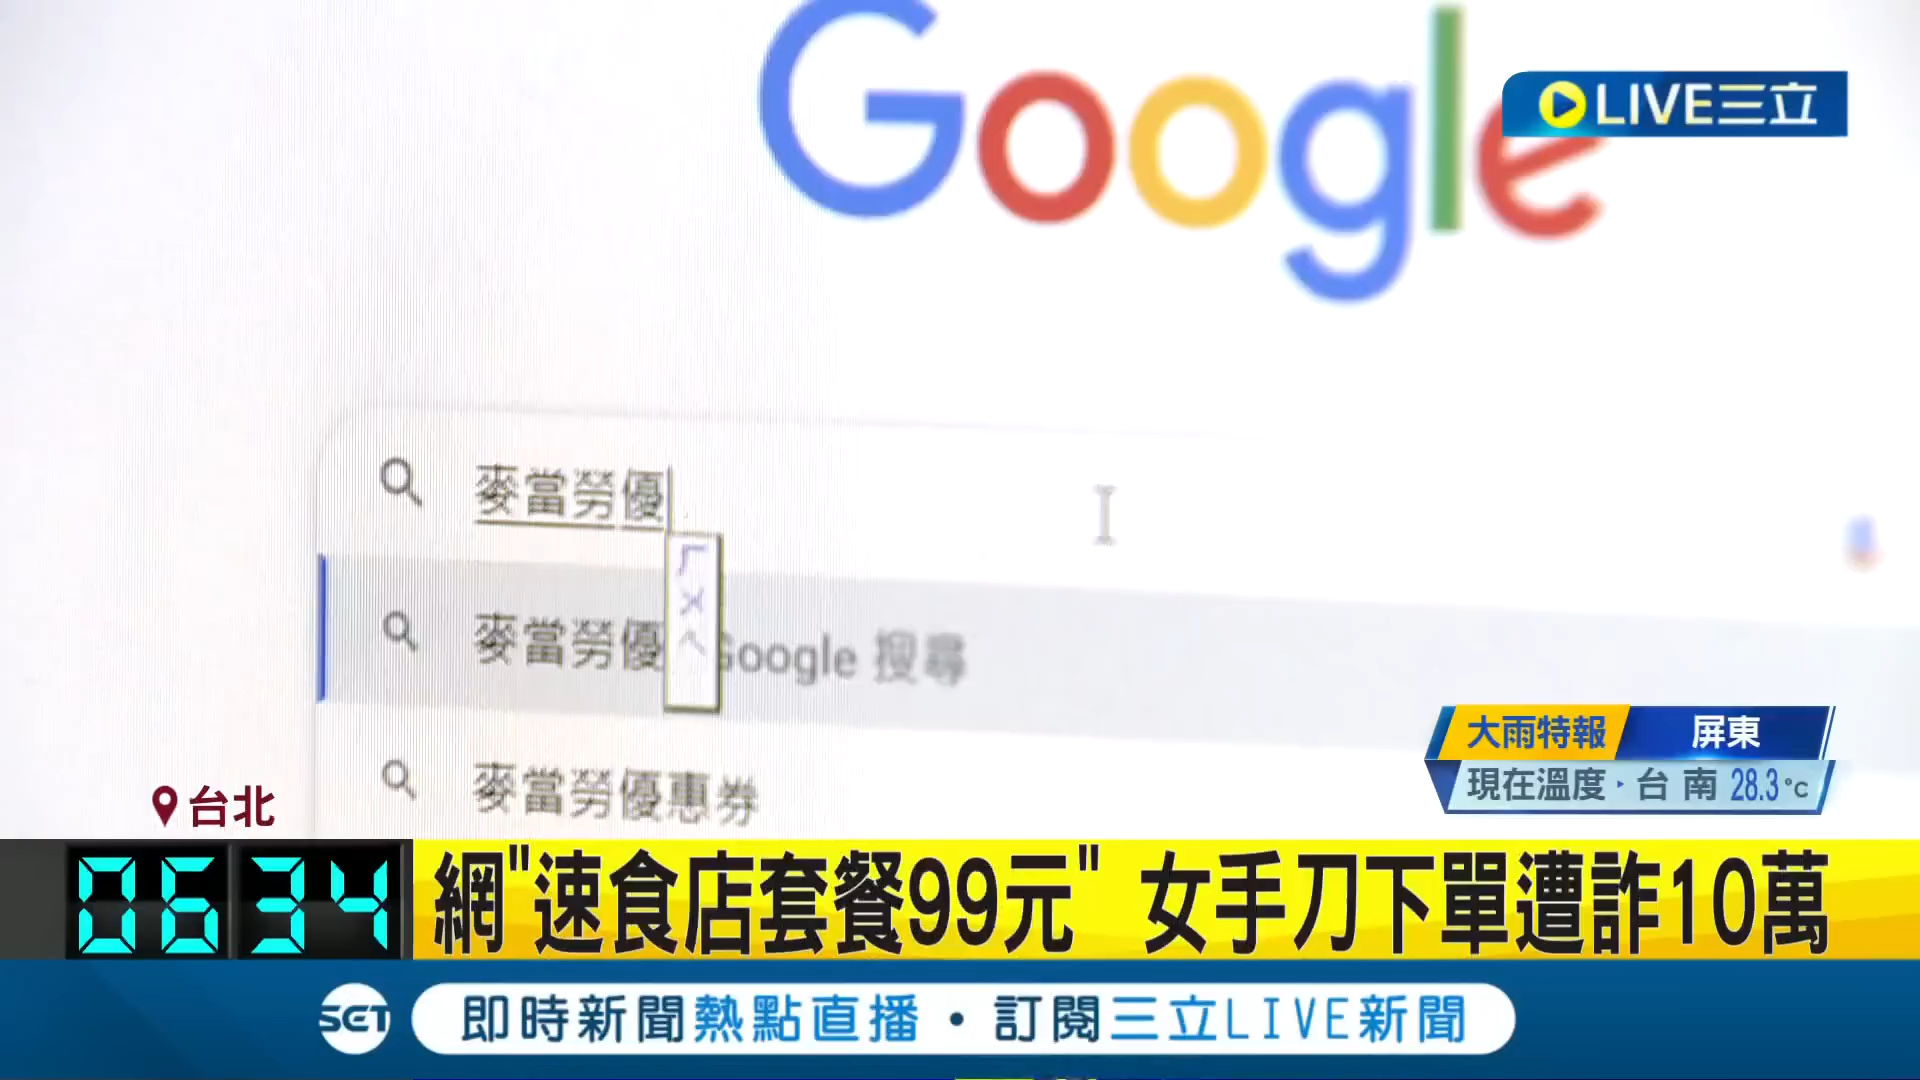 Google
LIVE三立
麥當勞優
ㄏㄨㄟ
麥當勞優 Google 搜尋
麥當勞優惠券
大雨特報 屏東
現在溫度‧台南 28.3°C
台北
0634
網"速食店套餐99元" 女手刀下單遭詐10萬
SET 即時新聞熱點直播‧訂閱三立LIVE新聞